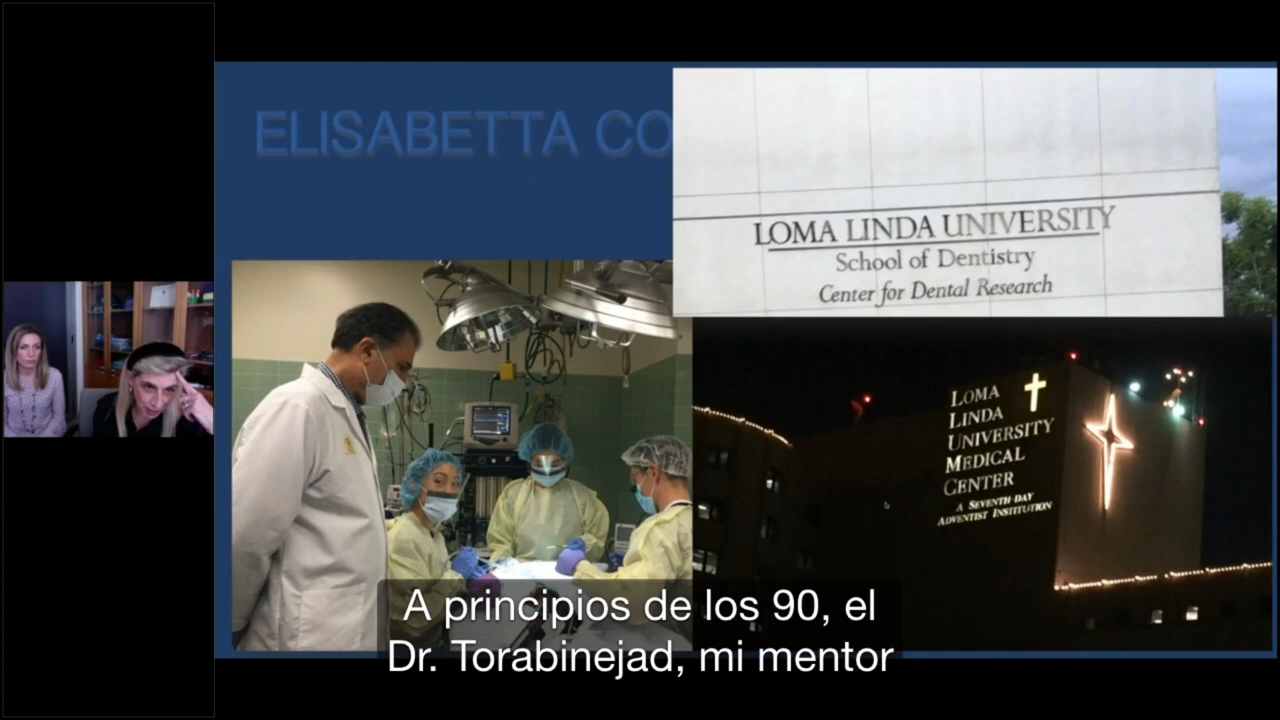 ELISABETTA CO
LOMA LINDA UNIVERSITY
School of Dentistry
Center for Dental Research
LOMA
LINDA
UNIVERSITY
MEDICAL
CENTER
A SEVENTH-DAY
ADVENTIST INSTITUTION
A principios de los 90, el
Dr. Torabinejad, mi mentor